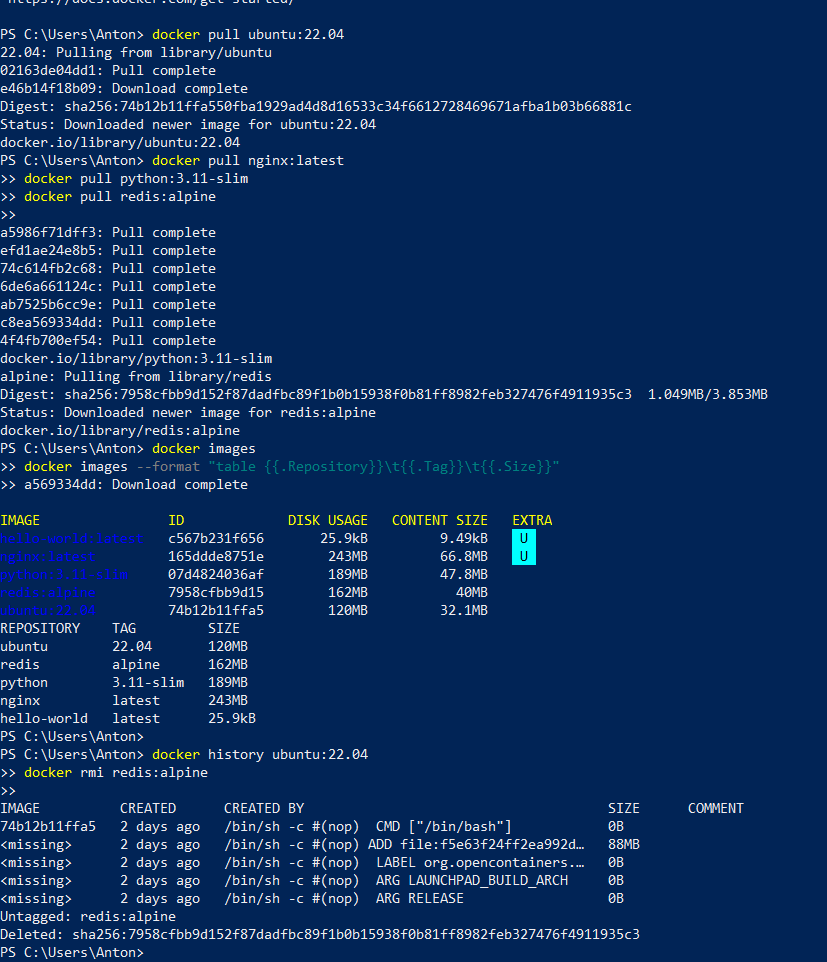 https://docs.docker.com/get-started/
PS C:\Users\Anton> docker pull ubuntu:22.04
22.04: Pulling from library/ubuntu
02163de04dd1: Pull complete
e46b14f18b09: Download complete
Digest: sha256:74b12b11ffa550fba1929ad4d8d16533c34f6612728469671afba1b03b66881c
Status: Downloaded newer image for ubuntu:22.04
docker.io/library/ubuntu:22.04
PS C:\Users\Anton> docker pull nginx:latest
>> docker pull python:3.11-slim
>> docker pull redis:alpine
>>
a5986f71dff3: Pull complete
efd1ae24e8b5: Pull complete
74c614fb2c68: Pull complete
6de6a661124c: Pull complete
ab7525b6cc9e: Pull complete
c8ea569334dd: Pull complete
4f4fb700ef54: Pull complete
docker.io/library/python:3.11-slim
alpine: Pulling from library/redis
Digest: sha256:7958cfbb9d152f87dadfbc89f1b0b15938f0b81ff8982feb327476f4911935c3  1.049MB/3.853MB
Status: Downloaded newer image for redis:alpine
docker.io/library/redis:alpine
PS C:\Users\Anton> docker images
>> docker images --format "table {{.Repository}}\t{{.Tag}}\t{{.Size}}"
>> a569334dd: Download complete
IMAGE                ID             DISK USAGE   CONTENT SIZE   EXTRA
hello-world:latest   c567b231f656       25.9kB         9.49kB    U
nginx:latest         165ddde8751e        243MB         66.8MB    U
python:3.11-slim     07d4824036af        189MB         47.8MB
redis:alpine         7958cfbb9d15        162MB           40MB
ubuntu:22.04         74b12b11ffa5        120MB         32.1MB
REPOSITORY    TAG         SIZE
ubuntu        22.04       120MB
redis         alpine      162MB
python        3.11-slim   189MB
nginx         latest      243MB
hello-world   latest      25.9kB
PS C:\Users\Anton>
PS C:\Users\Anton> docker history ubuntu:22.04
>> docker rmi redis:alpine
>>
IMAGE          CREATED      CREATED BY                                      SIZE      COMMENT
74b12b11ffa5   2 days ago   /bin/sh -c #(nop)  CMD ["/bin/bash"]            0B
<missing>      2 days ago   /bin/sh -c #(nop) ADD file:f5e63f24ff2ea992d…   88MB
<missing>      2 days ago   /bin/sh -c #(nop)  LABEL org.opencontainers.…   0B
<missing>      2 days ago   /bin/sh -c #(nop)  ARG LAUNCHPAD_BUILD_ARCH     0B
<missing>      2 days ago   /bin/sh -c #(nop)  ARG RELEASE                  0B
Untagged: redis:alpine
Deleted: sha256:7958cfbb9d152f87dadfbc89f1b0b15938f0b81ff8982feb327476f4911935c3
PS C:\Users\Anton>